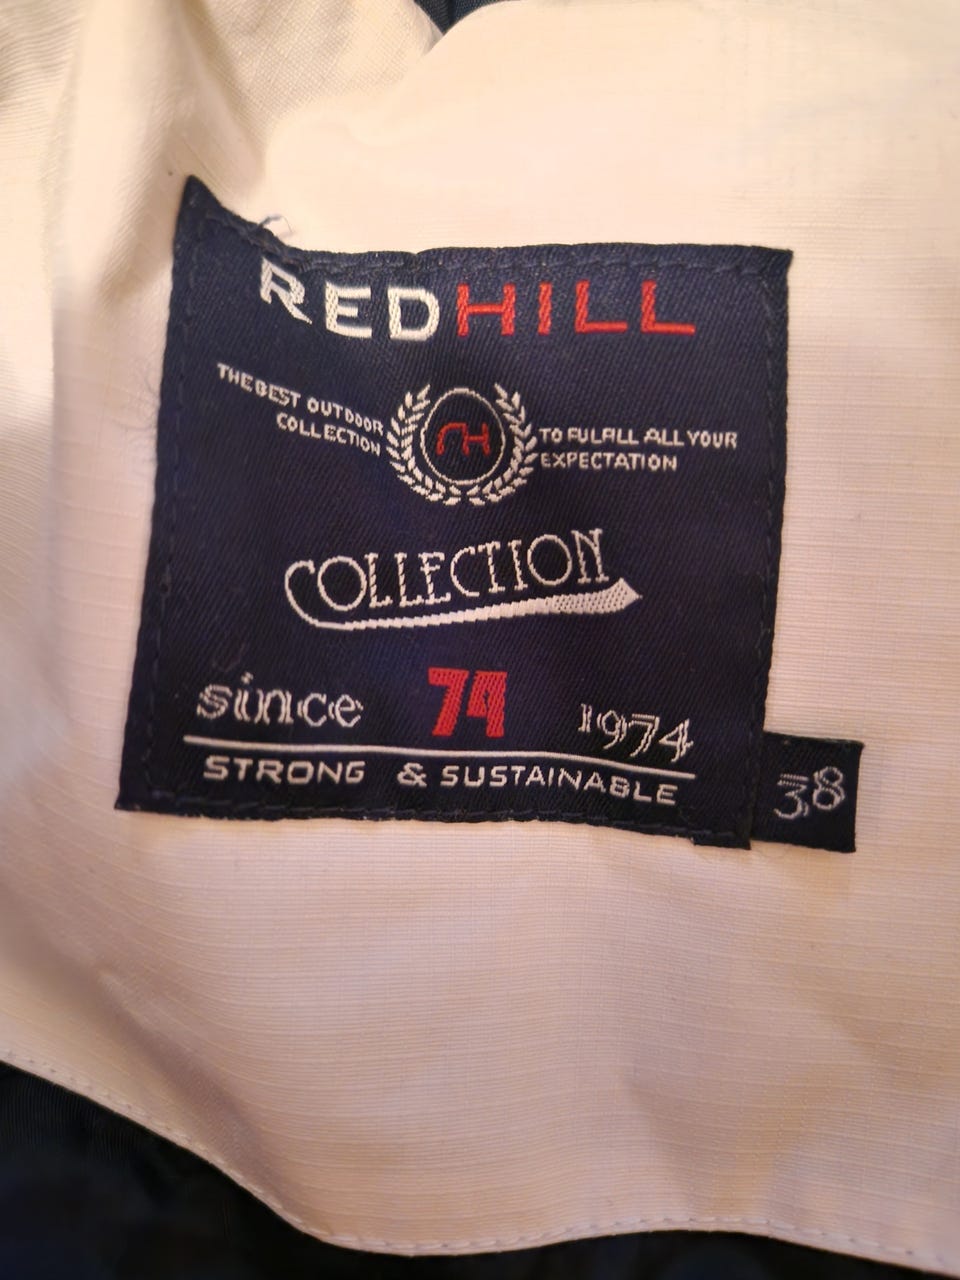 REDHILL
THE BEST OUTDOOR
COLLECTION
rH
TO FULFILL ALL YOUR
EXPECTATION
COLLECTION
since 74 1974
STRONG & SUSTAINABLE
38